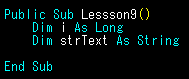 Public Sub Lessson9()
    Dim i As Long
    Dim strText As String
End Sub